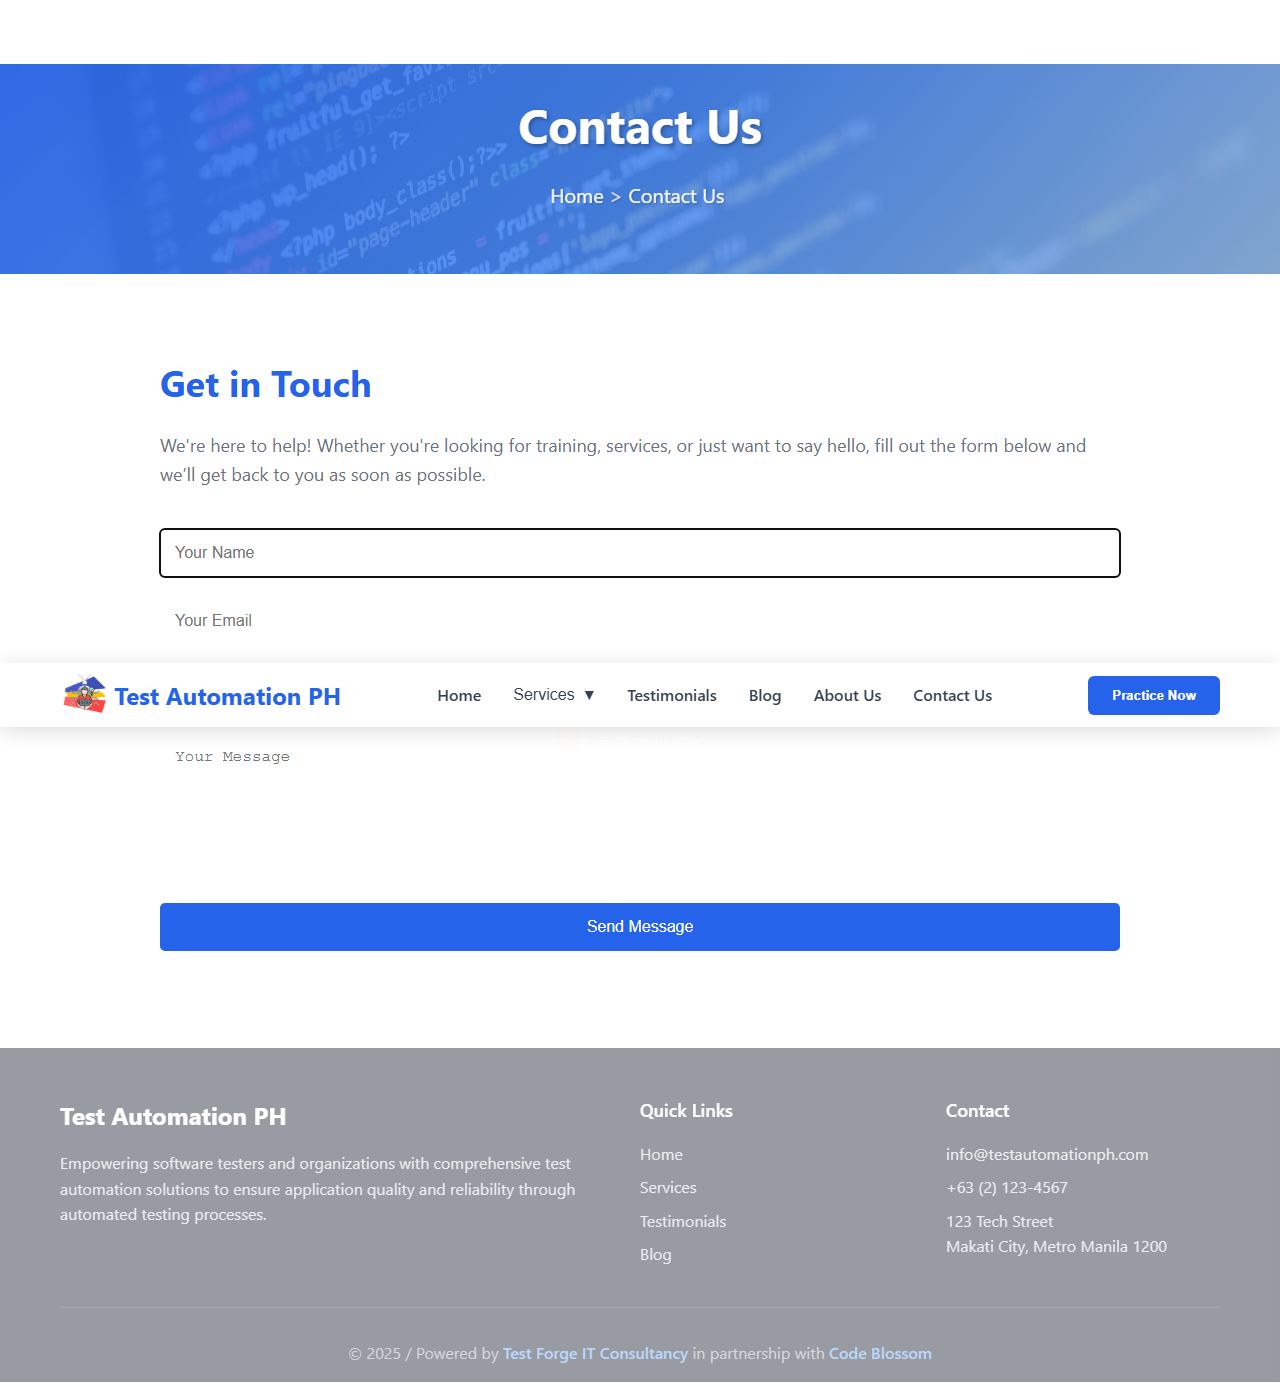 Contact Us
Home > Contact Us
Get in Touch
We're here to help! Whether you're looking for training, services, or just want to say hello, fill out the form below and
we’ll get back to you as soon as possible.
Your Name
Your Email
Test Automation PH
Home
Services ▼
Testimonials
Blog
About Us
Contact Us
Practice Now
Your Message
Send Message
Test Automation PH
Empowering software testers and organizations with comprehensive test
automation solutions to ensure application quality and reliability through
automated testing processes.
Quick Links
Home
Services
Testimonials
Blog
Contact
info@testautomationph.com
+63 (2) 123-4567
123 Tech Street
Makati City, Metro Manila 1200
© 2025 / Powered by Test Forge IT Consultancy in partnership with Code Blossom